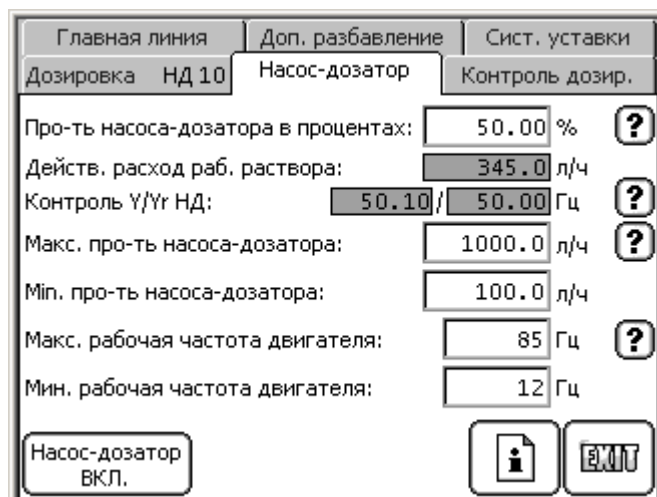 Главная линия Доп. разбавление Сист. уставки
Дозировка НД 10 Насос-дозатор Контроль дозир.
Про-ть насоса-дозатора в процентах: 50.00 % ?
Действ. расход раб. раствора: 345.0 л/ч
Контроль Y/Yr НД: 50.10 / 50.00 Гц ?
Макс. про-ть насоса-дозатора: 1000.0 л/ч ?
Min. про-ть насоса-дозатора: 100.0 л/ч
Макс. рабочая частота двигателя: 85 Гц ?
Мин. рабочая частота двигателя: 12 Гц
Насос-дозатор
ВКЛ.
i EXIT